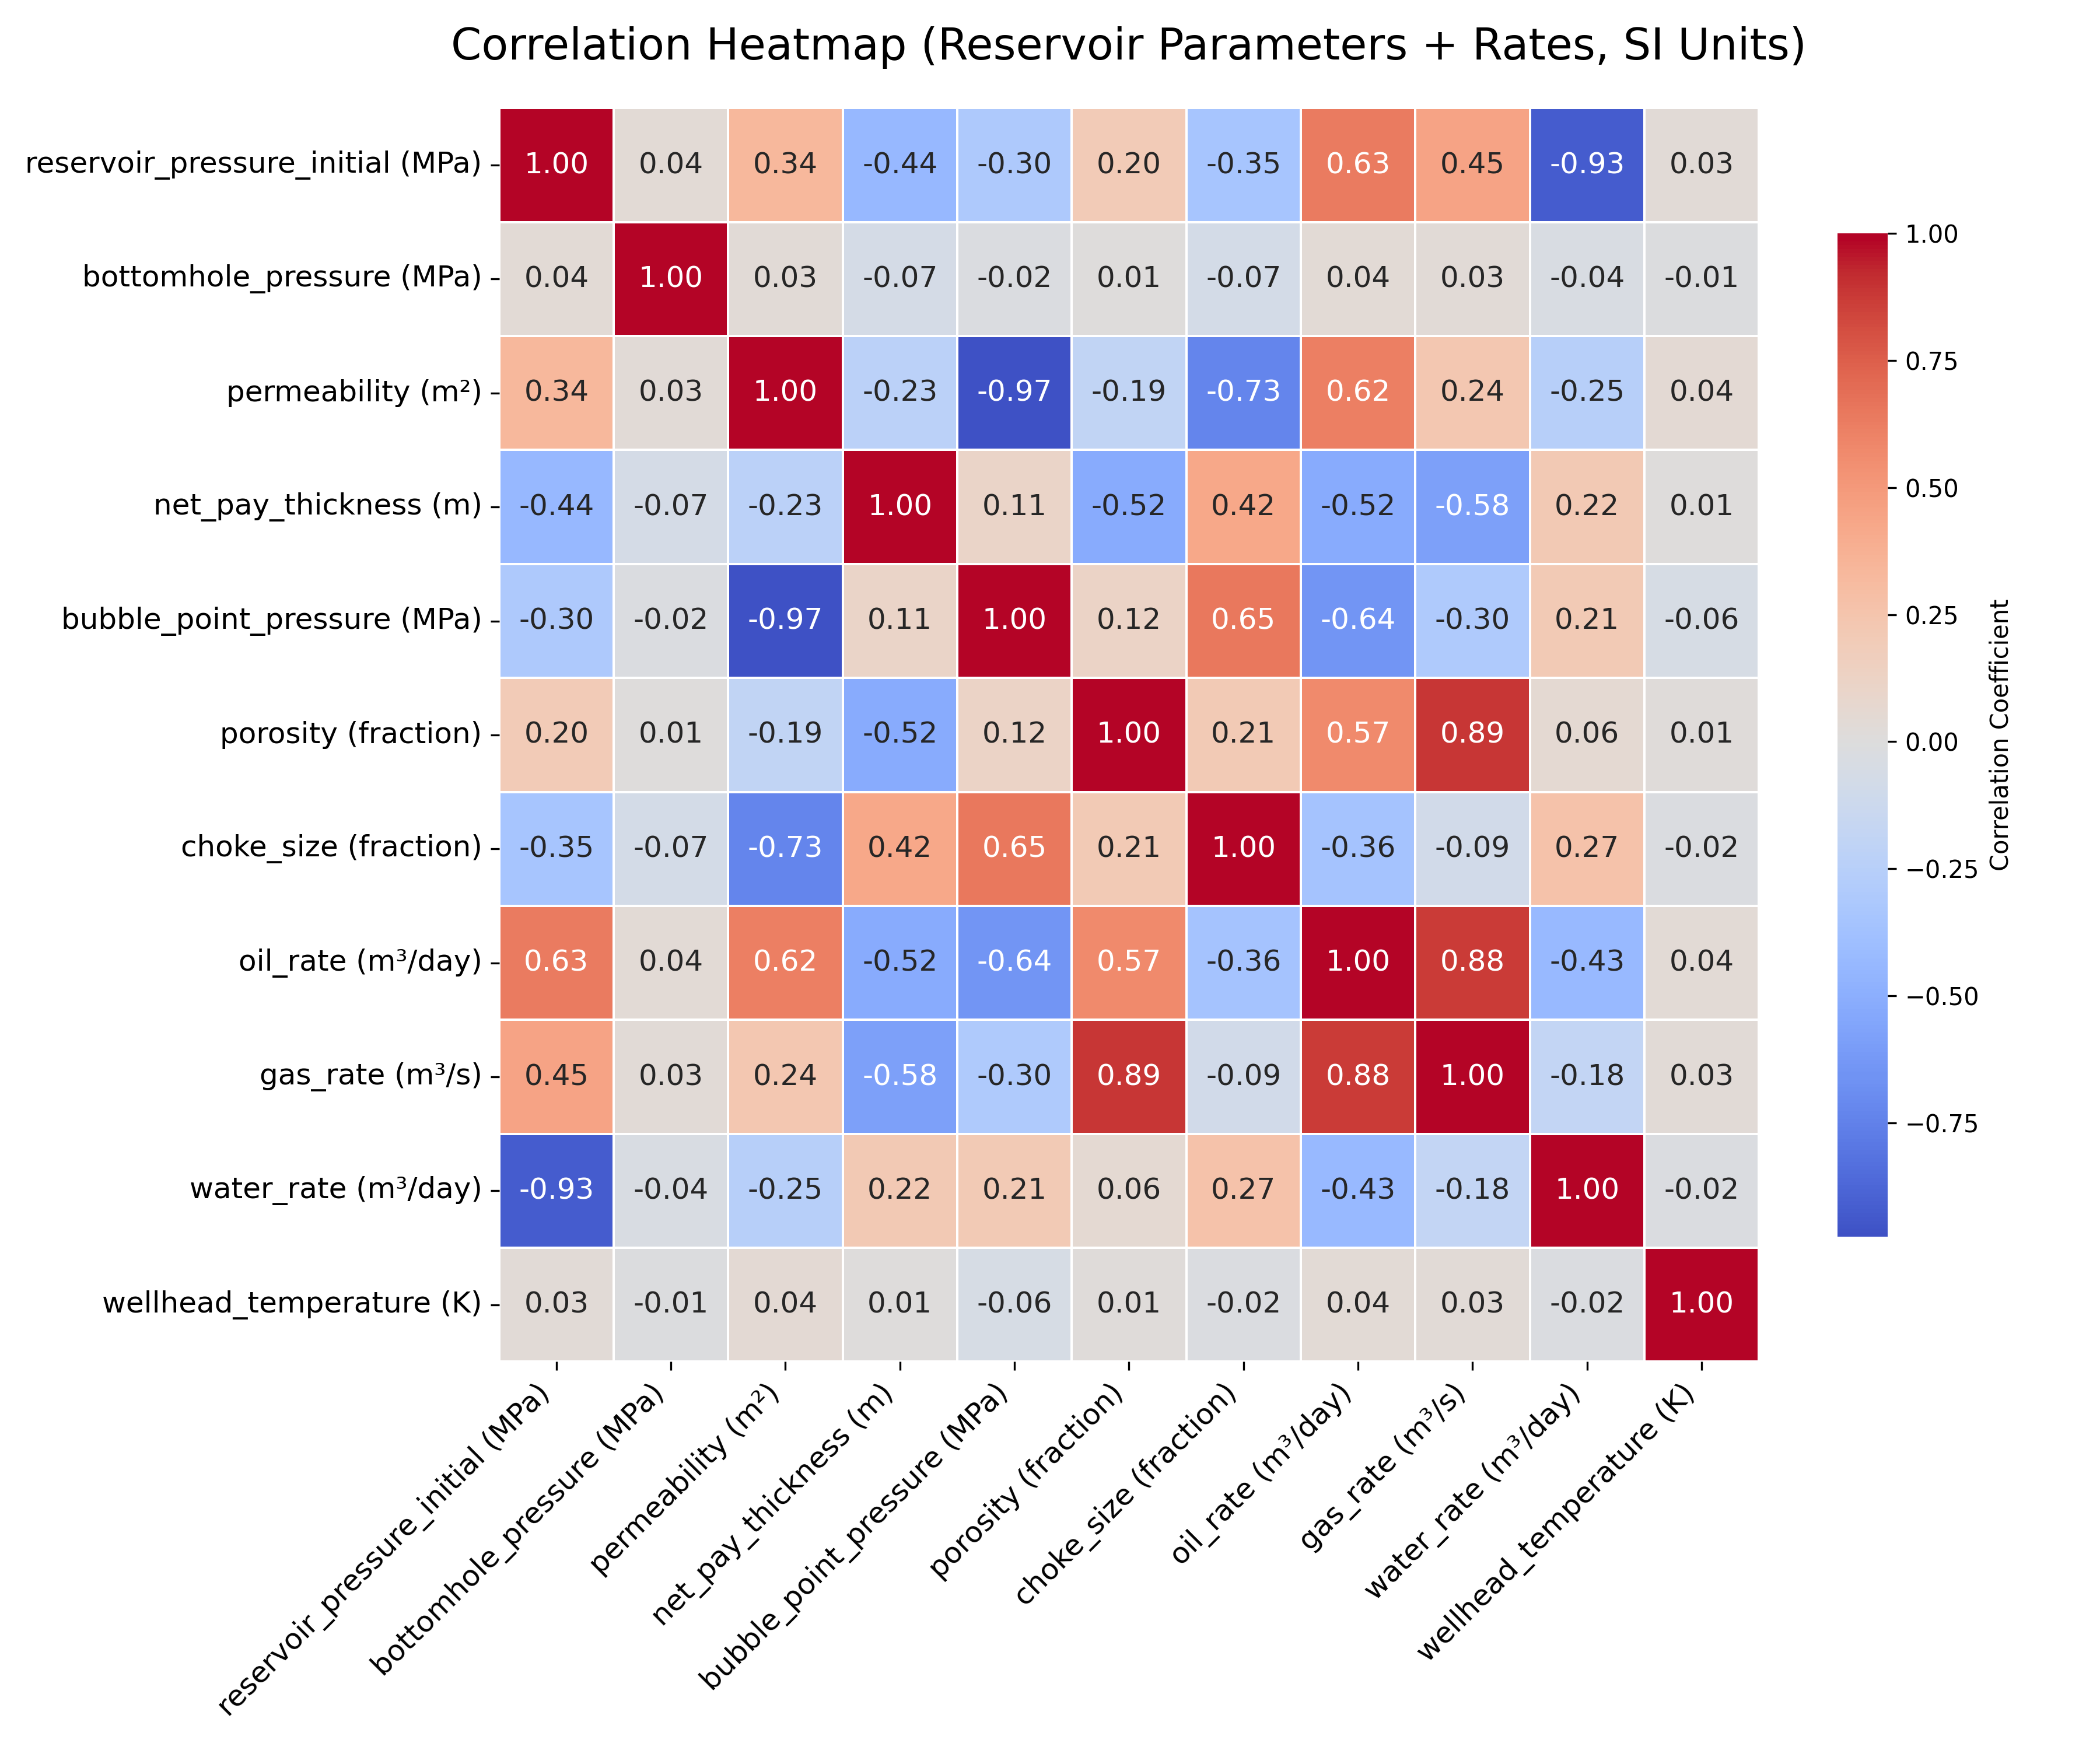 Correlation Heatmap (Reservoir Parameters + Rates, SI Units)
reservoir_pressure_initial (MPa) 1.00 0.04 0.34 -0.44 -0.30 0.20 -0.35 0.63 0.45 -0.93 0.03
bottomhole_pressure (MPa) 0.04 1.00 0.03 -0.07 -0.02 0.01 -0.07 0.04 0.03 -0.04 -0.01
permeability (m²) 0.34 0.03 1.00 -0.23 -0.97 -0.19 -0.73 0.62 0.24 -0.25 0.04
net_pay_thickness (m) -0.44 -0.07 -0.23 1.00 0.11 -0.52 0.42 -0.52 -0.58 0.22 0.01
bubble_point_pressure (MPa) -0.30 -0.02 -0.97 0.11 1.00 0.12 0.65 -0.64 -0.30 0.21 -0.06
porosity (fraction) 0.20 0.01 -0.19 -0.52 0.12 1.00 0.21 0.57 0.89 0.06 0.01
choke_size (fraction) -0.35 -0.07 -0.73 0.42 0.65 0.21 1.00 -0.36 -0.09 0.27 -0.02
oil_rate (m³/day) 0.63 0.04 0.62 -0.52 -0.64 0.57 -0.36 1.00 0.88 -0.43 0.04
gas_rate (m³/s) 0.45 0.03 0.24 -0.58 -0.30 0.89 -0.09 0.88 1.00 -0.18 0.03
water_rate (m³/day) -0.93 -0.04 -0.25 0.22 0.21 0.06 0.27 -0.43 -0.18 1.00 -0.02
wellhead_temperature (K) 0.03 -0.01 0.04 0.01 -0.06 0.01 -0.02 0.04 0.03 -0.02 1.00
reservoir_pressure_initial (MPa)
bottomhole_pressure (MPa)
permeability (m²)
net_pay_thickness (m)
bubble_point_pressure (MPa)
porosity (fraction)
choke_size (fraction)
oil_rate (m³/day)
gas_rate (m³/s)
water_rate (m³/day)
wellhead_temperature (K)
1.00
0.75
0.50
0.25
0.00
−0.25
−0.50
−0.75
Correlation Coefficient